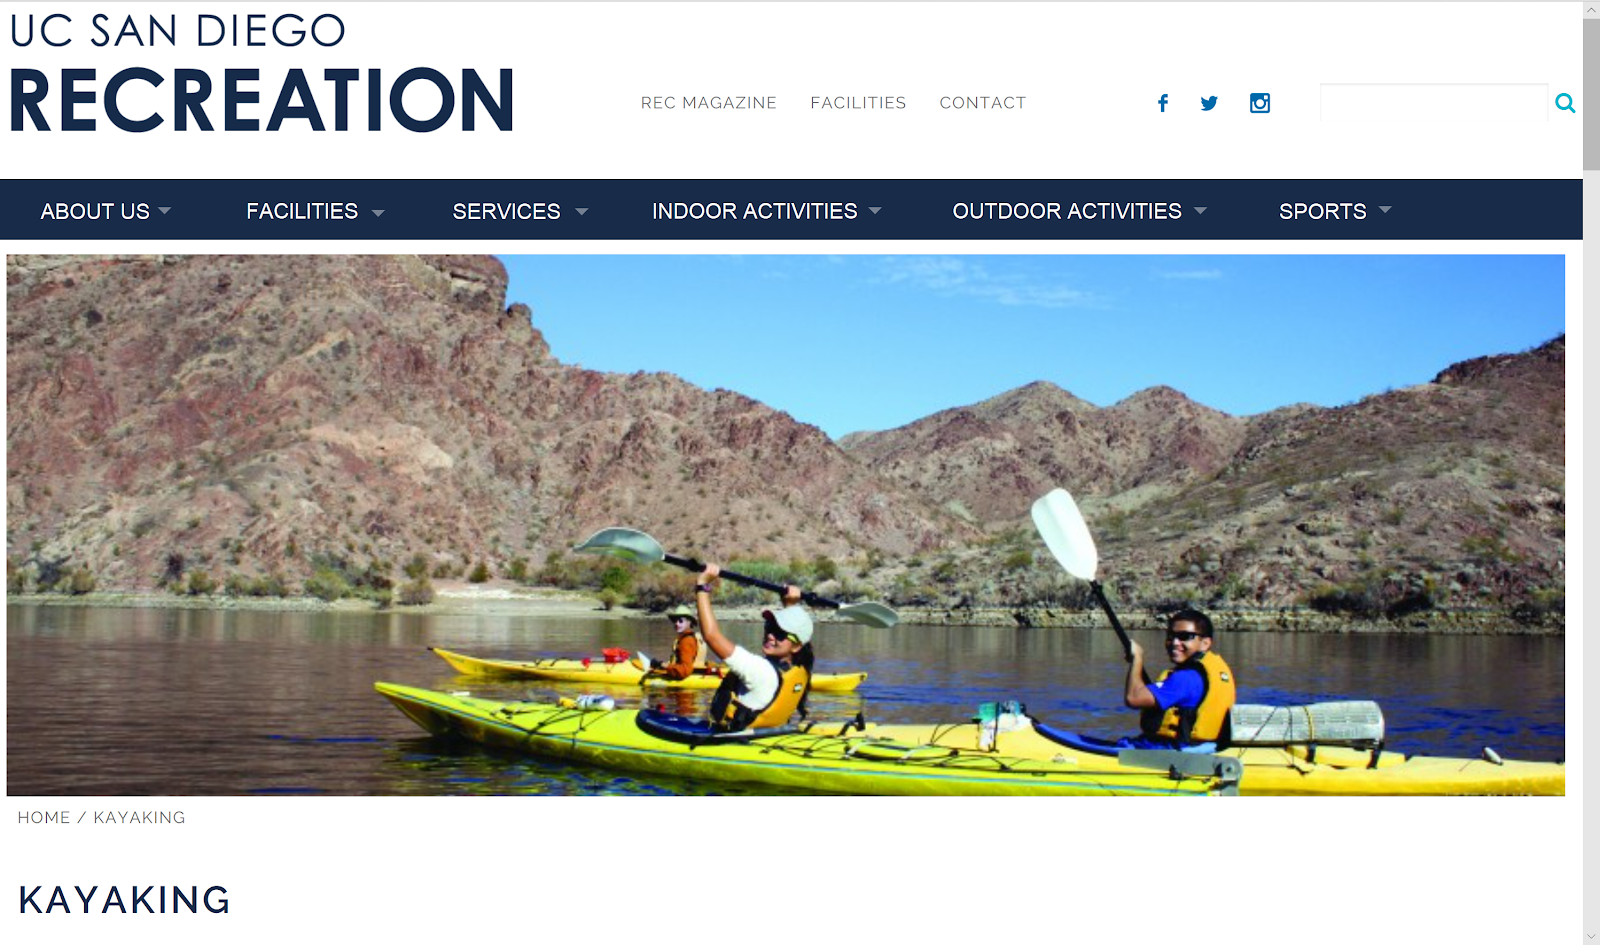 UC SAN DIEGO
RECREATION
REC MAGAZINE FACILITIES CONTACT
ABOUT US FACILITIES SERVICES INDOOR ACTIVITIES OUTDOOR ACTIVITIES SPORTS
HOME / KAYAKING
KAYAKING